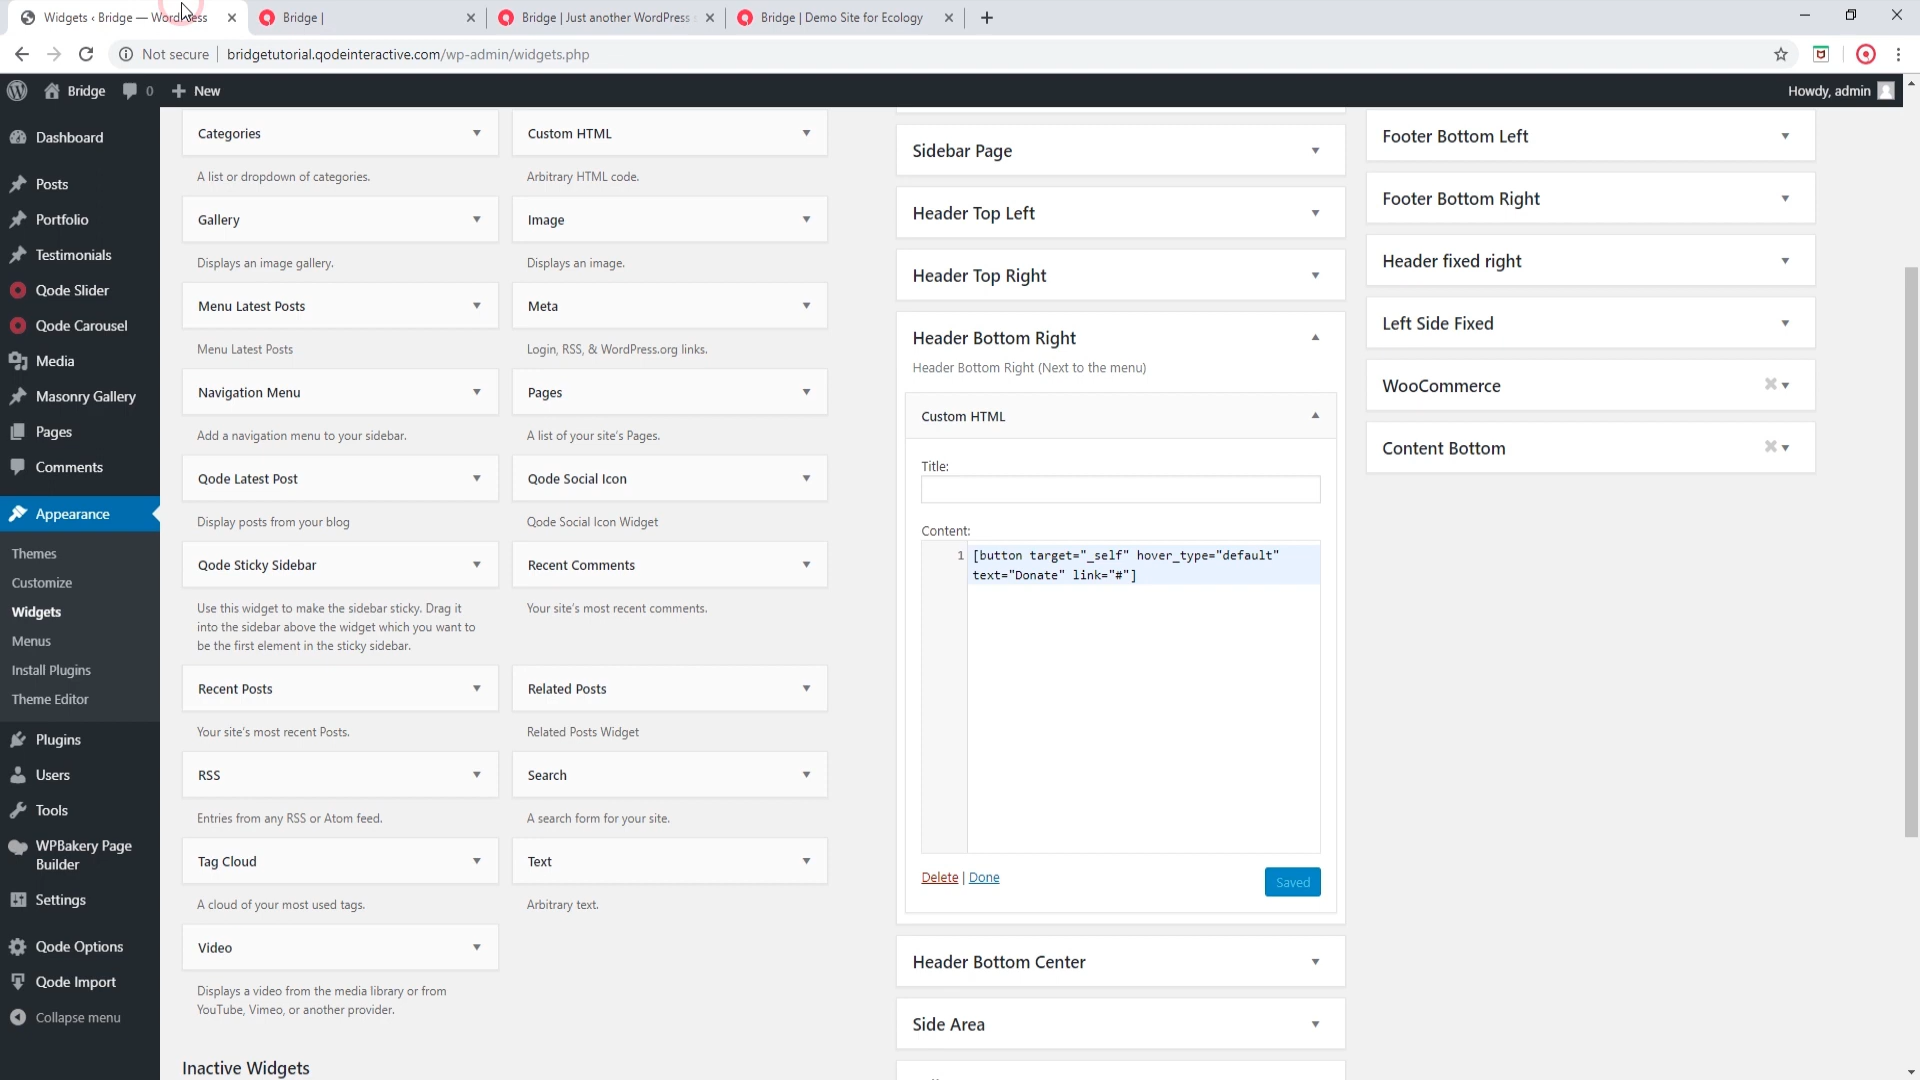 Widgets ‹ Bridge — WordPress
Bridge |
Bridge | Just another WordPress s
Bridge | Demo Site for Ecology
Not secure
bridgetutorial.qodeinteractive.com/wp-admin/widgets.php
Bridge
0
New
Howdy, admin
Dashboard
Posts
Portfolio
Testimonials
Qode Slider
Qode Carousel
Media
Masonry Gallery
Pages
Comments
Appearance
Themes
Customize
Widgets
Menus
Install Plugins
Theme Editor
Plugins
Users
Tools
WPBakery Page
Builder
Settings
Qode Options
Qode Import
Collapse menu
Categories
A list or dropdown of categories.
Custom HTML
Arbitrary HTML code.
Gallery
Displays an image gallery.
Image
Displays an image.
Menu Latest Posts
Menu Latest Posts
Meta
Login, RSS, & WordPress.org links.
Navigation Menu
Add a navigation menu to your sidebar.
Pages
A list of your site's Pages.
Qode Latest Post
Display posts from your blog
Qode Social Icon
Qode Social Icon Widget
Qode Sticky Sidebar
Use this widget to make the sidebar sticky. Drag it
into the sidebar above the widget which you want to
be the first element in the sticky sidebar.
Recent Comments
Your site's most recent comments.
Recent Posts
Your site's most recent Posts.
Related Posts
Related Posts Widget
RSS
Entries from any RSS or Atom feed.
Search
A search form for your site.
Tag Cloud
A cloud of your most used tags.
Text
Arbitrary text.
Video
Displays a video from the media library or from
YouTube, Vimeo, or another provider.
Inactive Widgets
Sidebar Page
Header Top Left
Header Top Right
Header Bottom Right
Header Bottom Right (Next to the menu)
Custom HTML
Title:
Content:
1
[button target="_self" hover_type="default"
text="Donate" link="#"]
Delete | Done
Saved
Header Bottom Center
Side Area
Footer Bottom Left
Footer Bottom Right
Header fixed right
Left Side Fixed
WooCommerce
Content Bottom